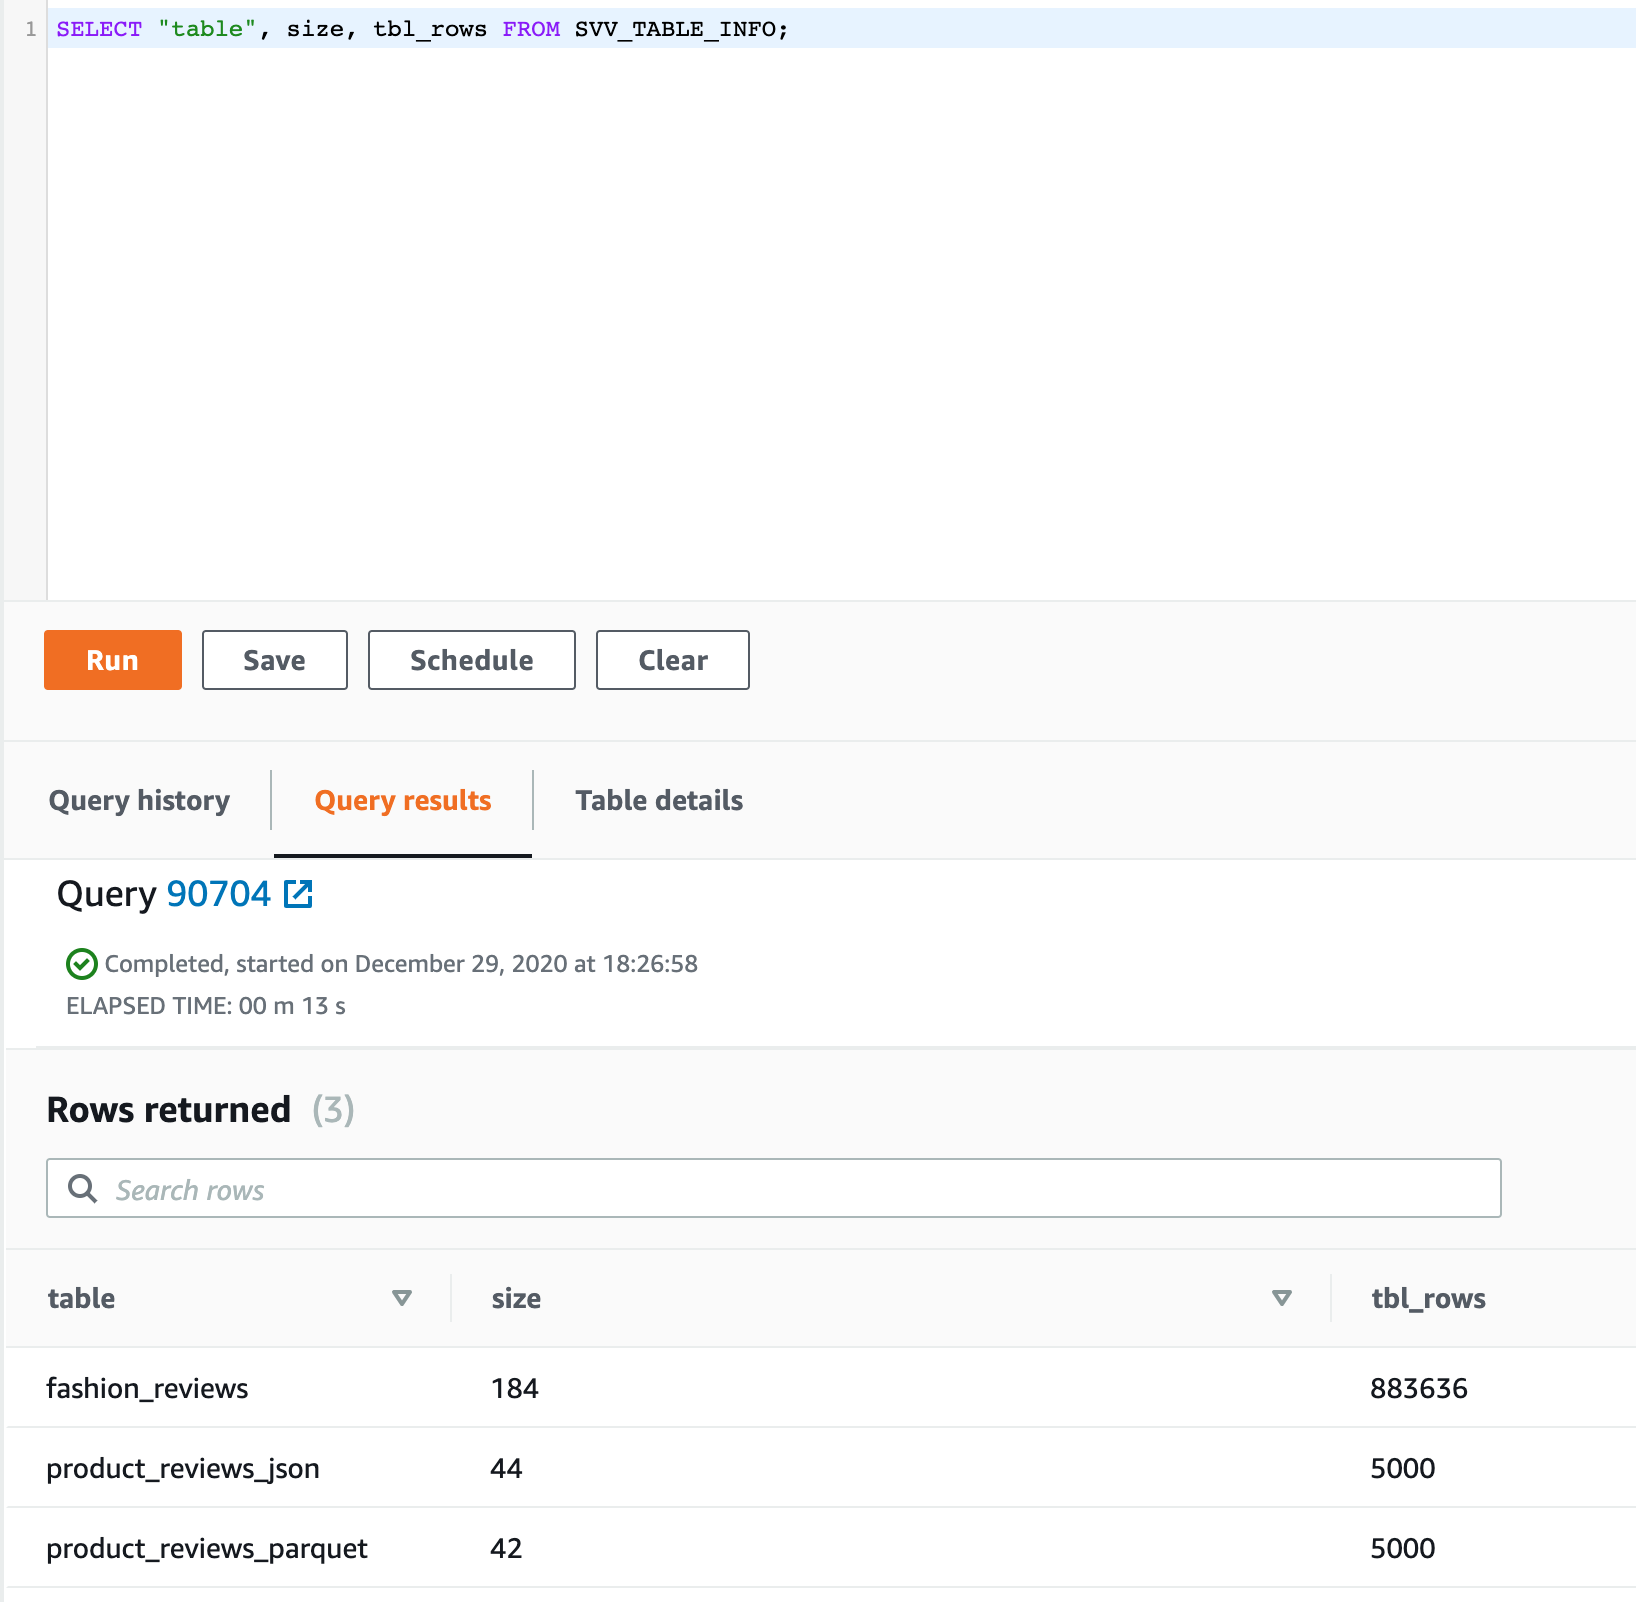 1 SELECT "table", size, tbl_rows FROM SVV_TABLE_INFO;
Run Save Schedule Clear
Query history Query results Table details
Query 90704
Completed, started on December 29, 2020 at 18:26:58
ELAPSED TIME: 00 m 13 s
Rows returned (3)
Search rows
table size tbl_rows
fashion_reviews 184 883636
product_reviews_json 44 5000
product_reviews_parquet 42 5000